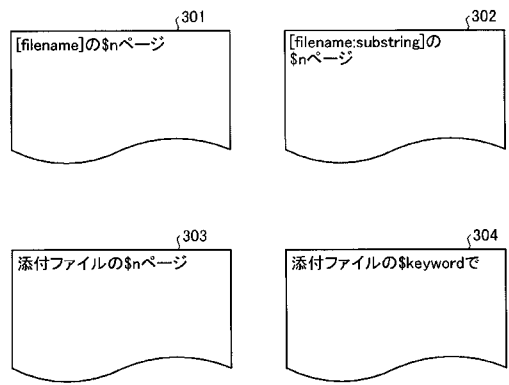 301
[filename]の$nページ
302
[filename:substring]の
$nページ
303
添付ファイルの$nページ
304
添付ファイルの$keywordで